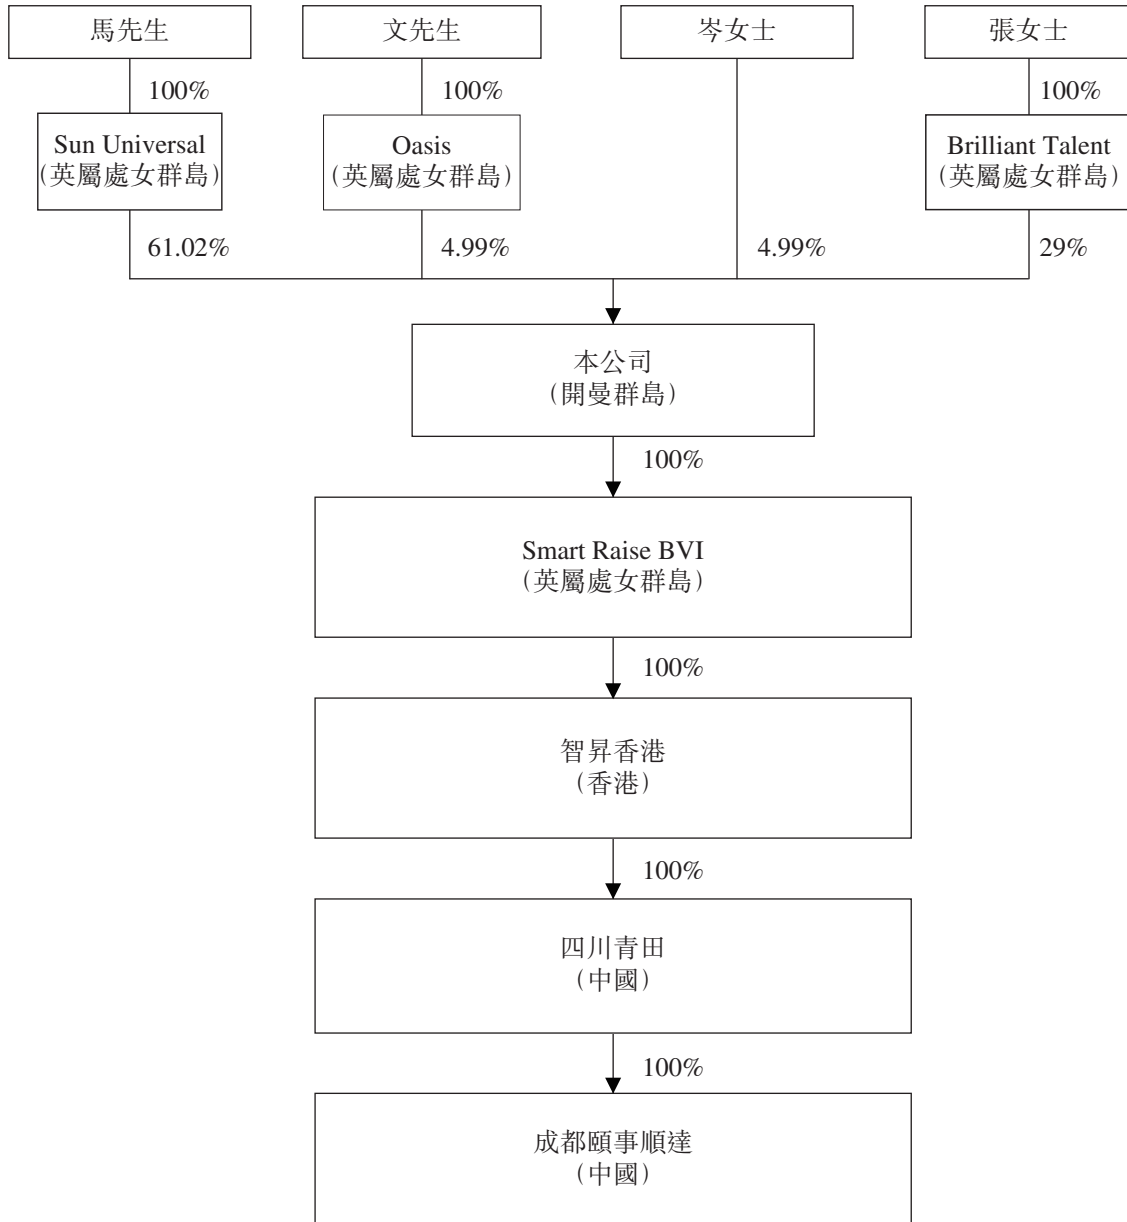 馬先生
文先生
岑女士
張女士
100%
100%
100%
Sun Universal
(英屬處女群島)
Oasis
(英屬處女群島)
Brilliant Talent
(英屬處女群島)
61.02%
4.99%
4.99%
29%
本公司
(開曼群島)
100%
Smart Raise BVI
(英屬處女群島)
100%
智昇香港
(香港)
100%
四川青田
(中國)
100%
成都頤事順達
(中國)